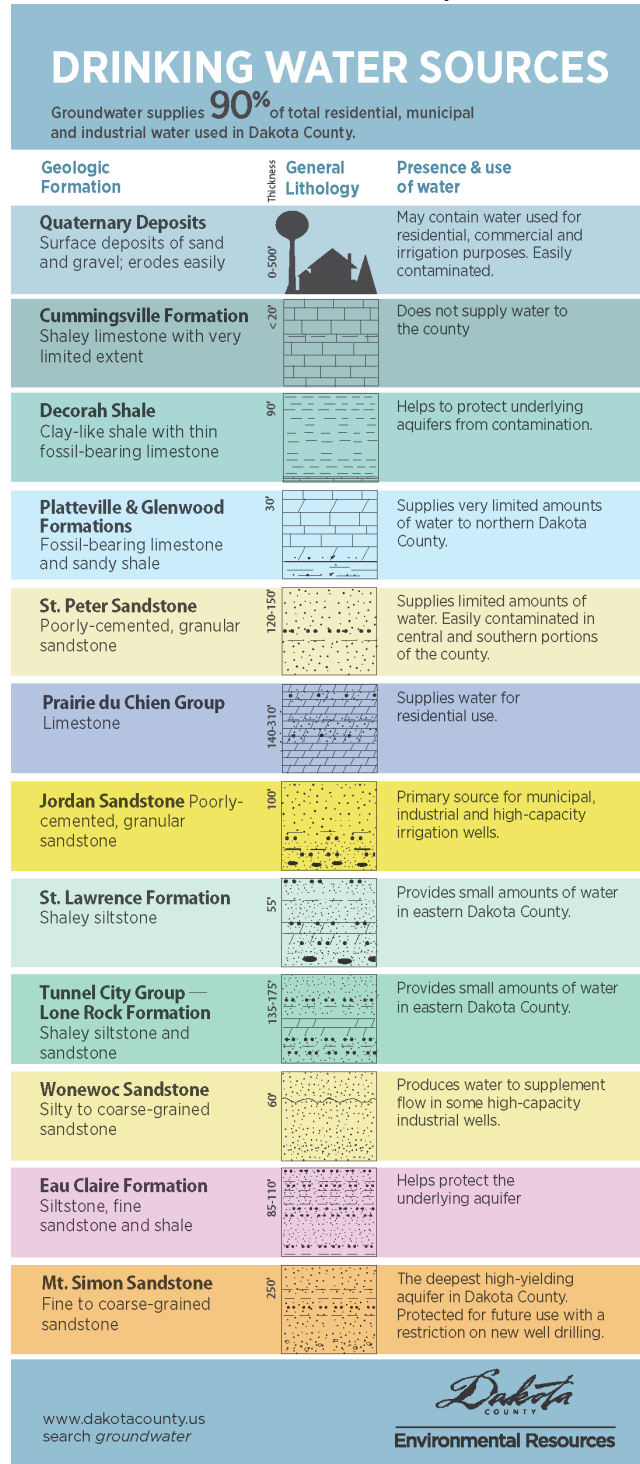 DRINKING WATER SOURCES
Groundwater supplies 90% of total residential, municipal
and industrial water used in Dakota County.
Geologic
Formation
Thickness
General
Lithology
Presence & use
of water
Quaternary Deposits
Surface deposits of sand
and gravel; erodes easily
0-500'
May contain water used for
residential, commercial and
irrigation purposes. Easily
contaminated.
Cummingsville Formation
Shaley limestone with very
limited extent
< 20'
Does not supply water to
the county
Decorah Shale
Clay-like shale with thin
fossil-bearing limestone
90'
Helps to protect underlying
aquifers from contamination.
Platteville & Glenwood
Formations
Fossil-bearing limestone
and sandy shale
30'
Supplies very limited amounts
of water to northern Dakota
County.
St. Peter Sandstone
Poorly-cemented, granular
sandstone
120-150'
Supplies limited amounts of
water. Easily contaminated in
central and southern portions
of the county.
Prairie du Chien Group
Limestone
140-310'
Supplies water for
residential use.
Jordan Sandstone Poorly-
cemented, granular
sandstone
100'
Primary source for municipal,
industrial and high-capacity
irrigation wells.
St. Lawrence Formation
Shaley siltstone
55'
Provides small amounts of water
in eastern Dakota County.
Tunnel City Group —
Lone Rock Formation
Shaley siltstone and
sandstone
135-175'
Provides small amounts of water
in eastern Dakota County.
Wonewoc Sandstone
Silty to coarse-grained
sandstone
60'
Produces water to supplement
flow in some high-capacity
industrial wells.
Eau Claire Formation
Siltstone, fine
sandstone and shale
85-110'
Helps protect the
underlying aquifer
Mt. Simon Sandstone
Fine to coarse-grained
sandstone
250'
The deepest high-yielding
aquifer in Dakota County.
Protected for future use with a
restriction on new well drilling.
www.dakotacounty.us
search groundwater
Dakota
COUNTY
Environmental Resources